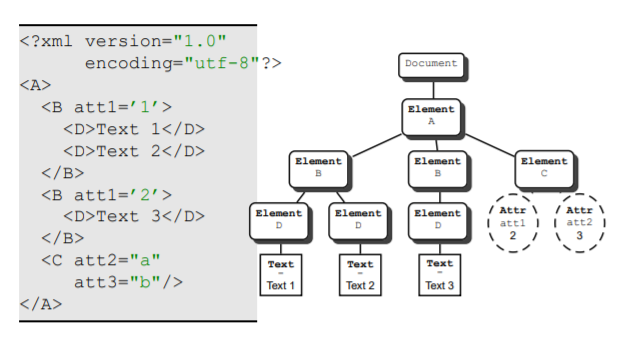 <?xml version="1.0"
encoding="utf-8"?>
<A>
<B att1=’1’>
<D>Text 1</D>
<D>Text 2</D>
</B>
<B att1=’2’>
<D>Text 3</D>
</B>
<C att2="a"
att3="b"/>
</A>
Document
Element
A
Element
B
Element
B
Element
C
Element
D
Element
D
Element
D
Attr
att1
2
Attr
att2
3
Text
–
Text 1
Text
–
Text 2
Text
–
Text 3